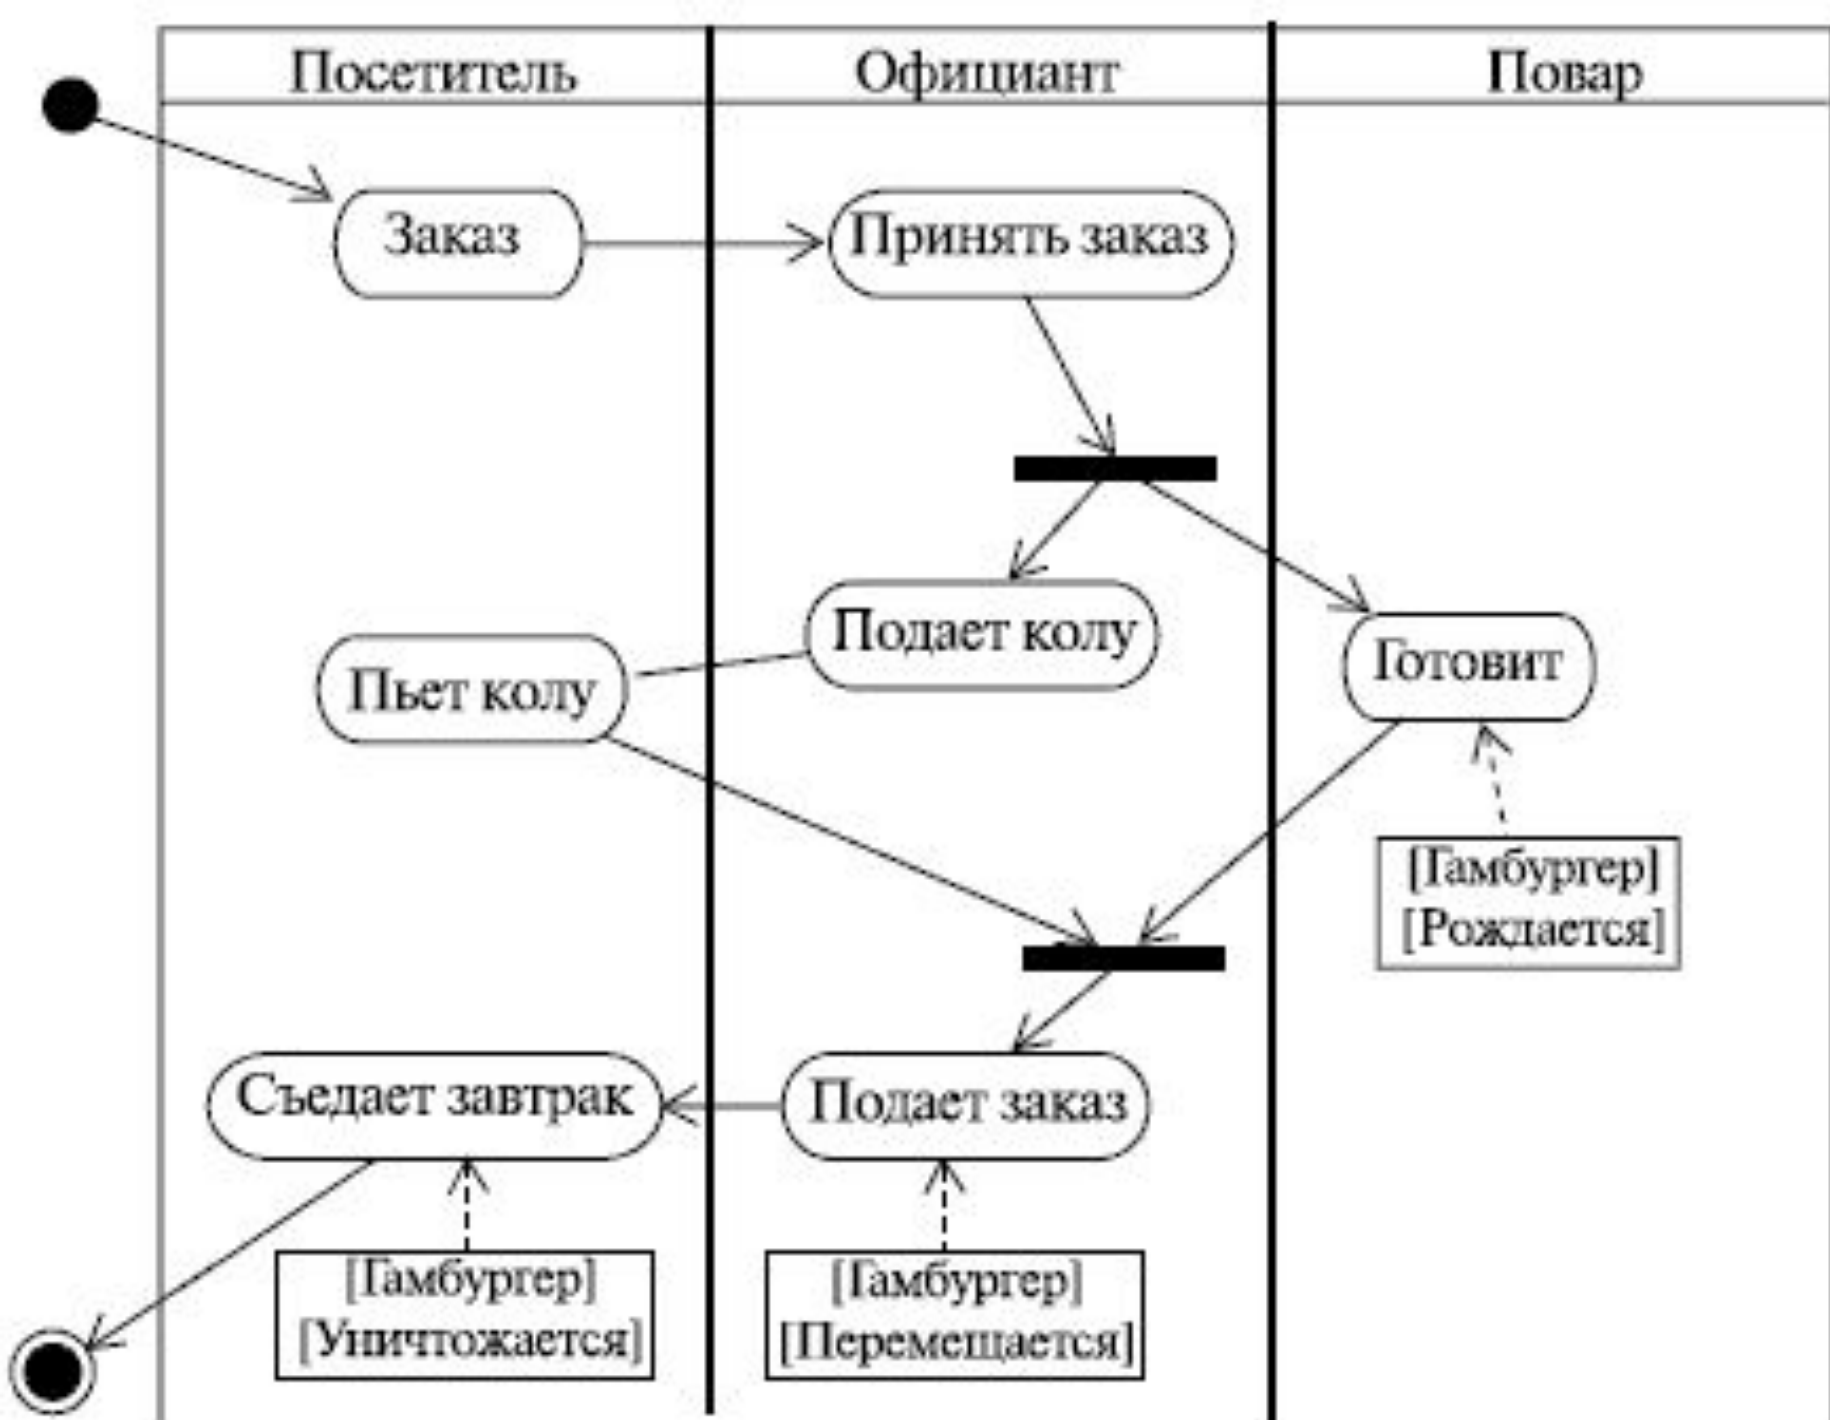 Посетитель
Официант
Повар
Заказ
Принять заказ
Подает колу
Пьет колу
Готовит
[Гамбургер]
[Рождается]
Съедает завтрак
Подает заказ
[Гамбургер]
[Уничтожается]
[Гамбургер]
[Перемещается]